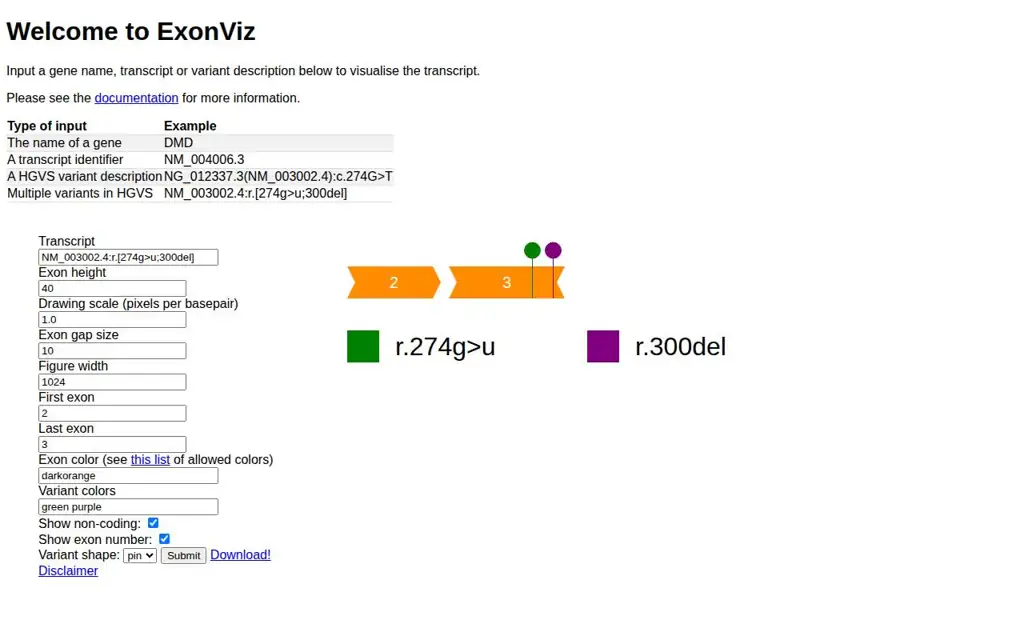 Welcome to ExonViz
Input a gene name, transcript or variant description below to visualise the transcript.
Please see the documentation for more information.
Type of input Example
The name of a gene DMD
A transcript identifier NM_004006.3
A HGVS variant description NG_012337.3(NM_003002.4):c.274G>T
Multiple variants in HGVS NM_003002.4:r.[274g>u;300del]
Transcript
NM_003002.4:r.[274g>u;300del]
Exon height
40
Drawing scale (pixels per basepair)
1.0
Exon gap size
10
Figure width
1024
First exon
2
Last exon
3
Exon color (see this list of allowed colors)
darkorange
Variant colors
green purple
Show non-coding:
Show exon number:
Variant shape: pin Submit Download!
Disclaimer
2 3
r.274g>u r.300del